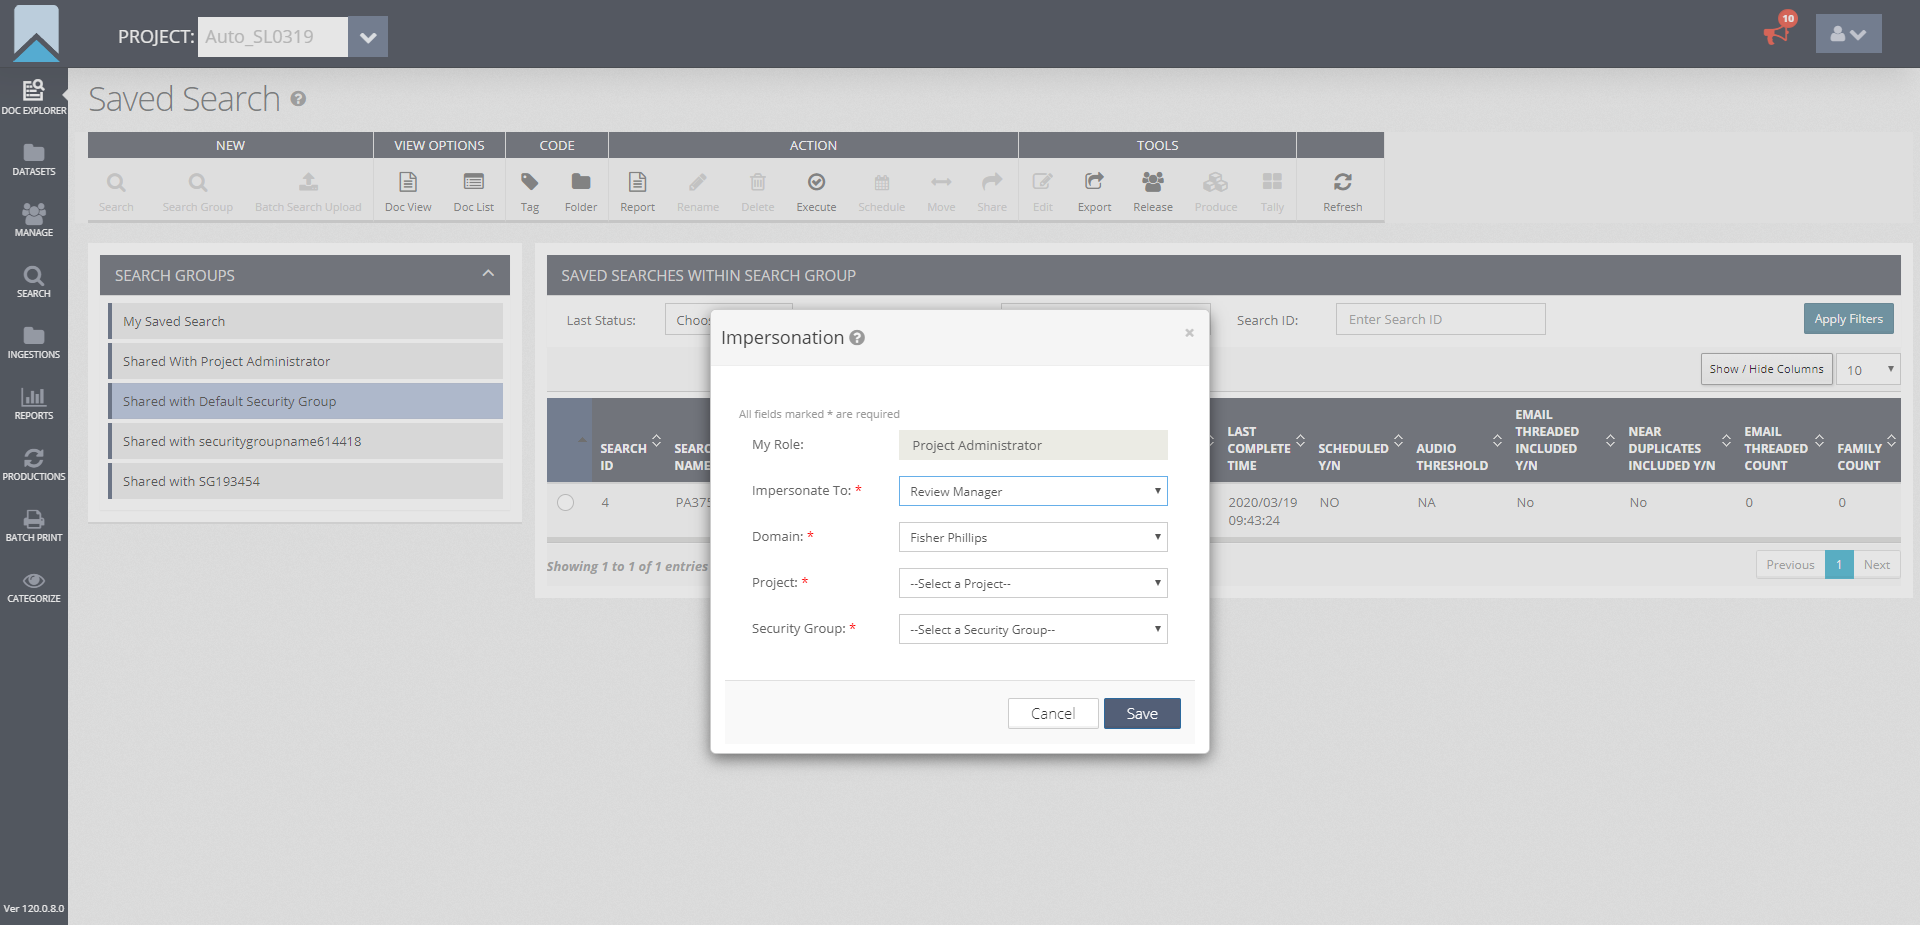 PROJECT: Auto_SL0319
10
DOC EXPLORER
DATASETS
MANAGE
SEARCH
INGESTIONS
REPORTS
PRODUCTIONS
BATCH PRINT
CATEGORIZE
Ver 120.0.8.0
Saved Search ?
NEW VIEW OPTIONS CODE ACTION TOOLS
Search Search Group Batch Search Upload Doc View Doc List Tag Folder Report Rename Delete Execute Schedule Move Share Edit Export Release Produce Tally Refresh
SEARCH GROUPS
My Saved Search
Shared With Project Administrator
Shared with Default Security Group
Shared with securitygroupname614418
Shared with SG193454
SAVED SEARCHES WITHIN SEARCH GROUP
Last Status: Choo Search ID: Enter Search ID Apply Filters
Show / Hide Columns 10
SEARCH ID
SEARC NAME
LAST COMPLETE TIME
SCHEDULED Y/N
AUDIO THRESHOLD
EMAIL THREADED INCLUDED Y/N
NEAR DUPLICATES INCLUDED Y/N
EMAIL THREADED COUNT
FAMILY COUNT
4 PA375 2020/03/19 NO NA No No 0 0
09:43:24
Showing 1 to 1 of 1 entries
Previous 1 Next
Impersonation ? ×
All fields marked * are required
My Role: Project Administrator
Impersonate To: * Review Manager
Domain: * Fisher Phillips
Project: * --Select a Project--
Security Group: * --Select a Security Group--
Cancel Save